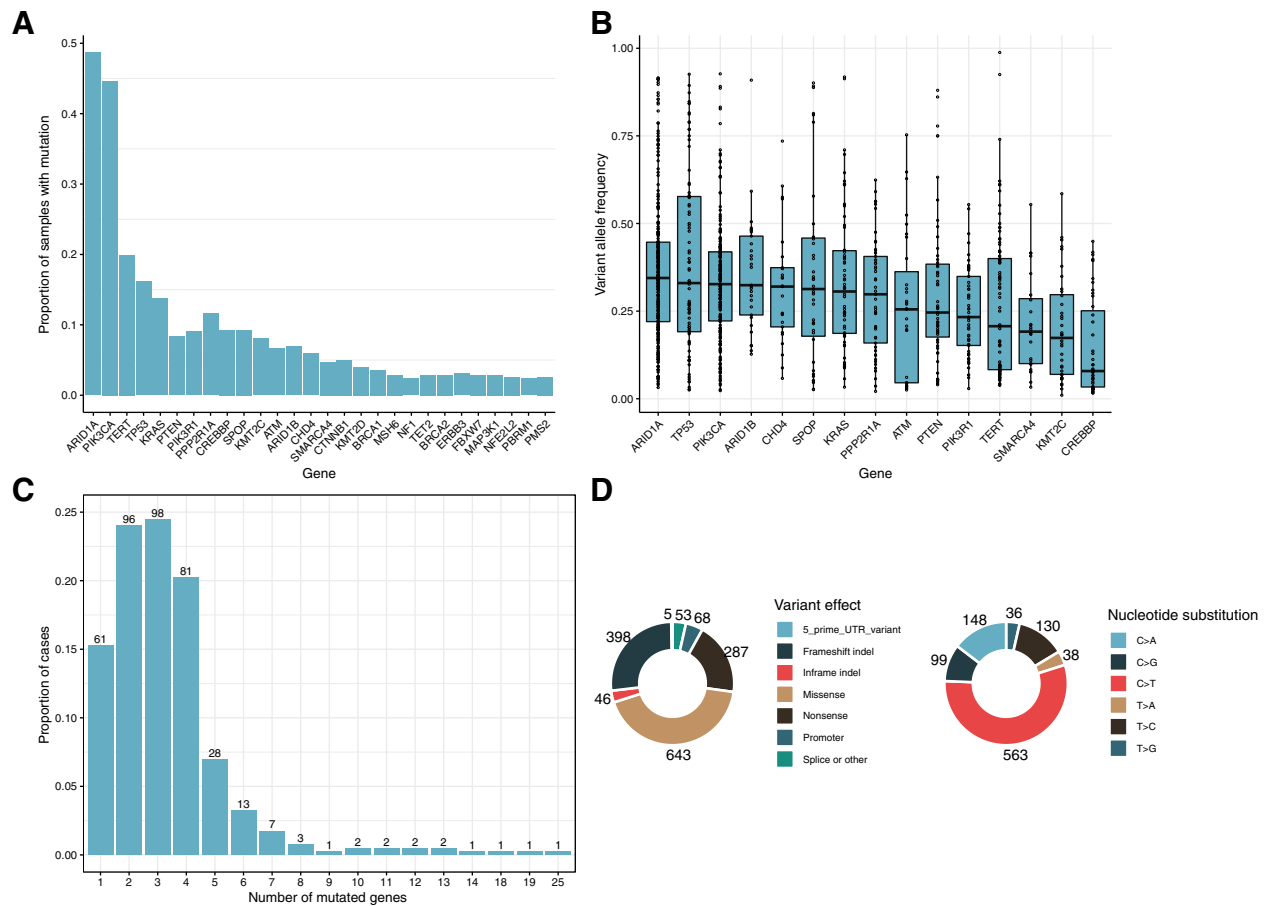 A
Proportion of samples with mutation
0.5
0.4
0.3
0.2
0.1
0.0
ARID1A
PIK3CA
TERT
TP53
KRAS
PTEN
PIK3R1
PPP2R1A
CREBBP
SPOP
KMT2C
ATM
ARID1B
CHD4
SMARCA4
CTNNB1
KMT2D
BRCA1
MSH6
NF1
TET2
BRCA2
ERBB3
FBXW7
MAP3K1
NFE2L2
PBRM1
PMS2
Gene
B
Variant allele frequency
1.00
0.75
0.50
0.25
0.00
ARID1A
TP53
PIK3CA
ARID1B
CHD4
SPOP
KRAS
PPP2R1A
ATM
PTEN
PIK3R1
TERT
SMARCA4
KMT2C
CREBBP
Gene
C
Proportion of cases
0.25
0.20
0.15
0.10
0.05
0.00
61
96
98
81
28
13
7
3
1
2
2
2
2
1
1
1
1
1 2 3 4 5 6 7 8 9 10 11 12 13 14 18 19 25
Number of mutated genes
D
5 53 68
398
287
46
643
Variant effect
5_prime_UTR_variant
Frameshift indel
Inframe indel
Missense
Nonsense
Promoter
Splice or other
36
148
130
99
38
563
Nucleotide substitution
C>A
C>G
C>T
T>A
T>C
T>G